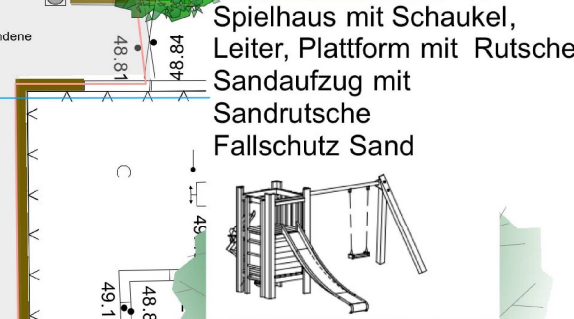 Spielhaus mit Schaukel,
Leiter, Plattform mit Rutsche
Sandaufzug mit
Sandrutsche
Fallschutz Sand
ndene
48.81
48.84
49
49.1
48.8